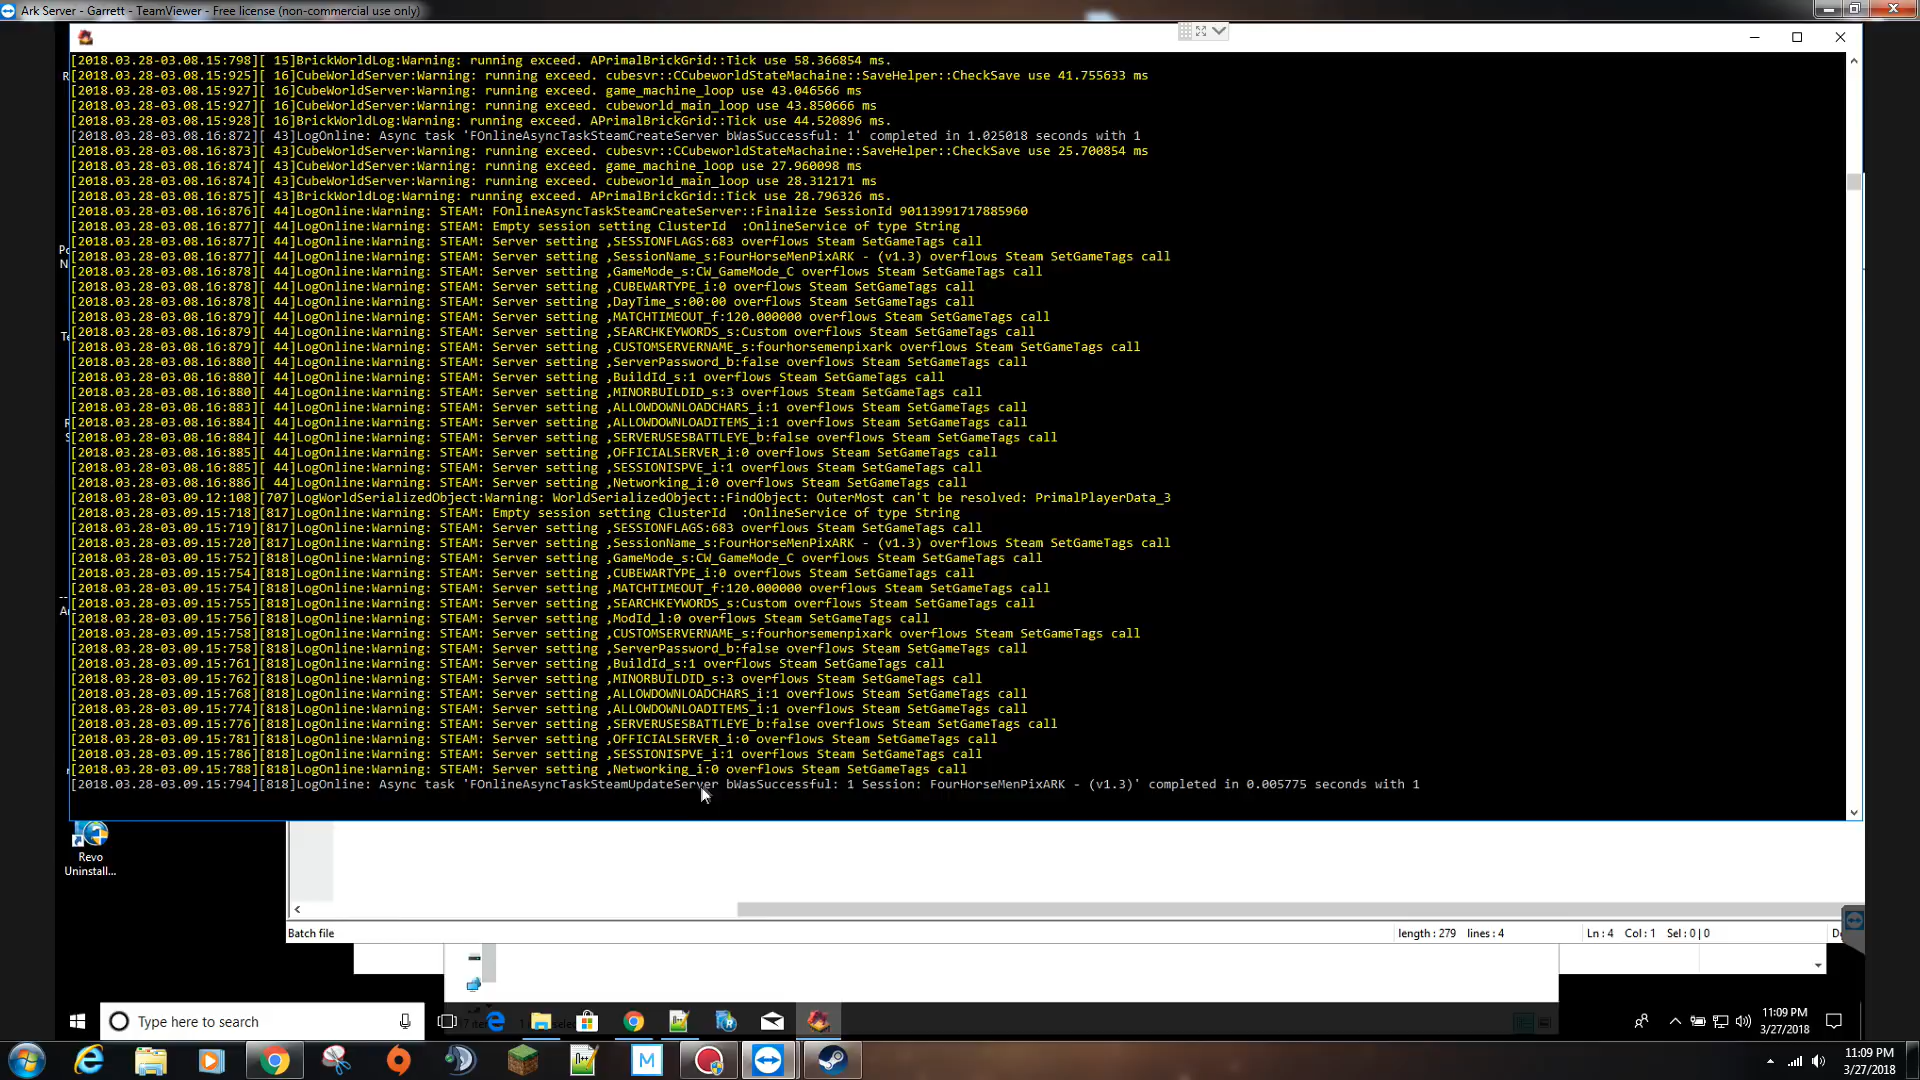 Ark Server - Garrett - TeamViewer - Free license (non-commercial use only)
[2018.03.28-03.08.15:798][ 15]BrickWorldLog:Warning: running exceed. APrimalBrickGrid::Tick use 58.366854 ms.
[2018.03.28-03.08.15:925][ 16]CubeWorldServer:Warning: running exceed. cubesvr::CCubeworldStateMachaine::SaveHelper::CheckSave use 41.755633 ms
[2018.03.28-03.08.15:927][ 16]CubeWorldServer:Warning: running exceed. game_machine_loop use 43.046566 ms
[2018.03.28-03.08.15:927][ 16]CubeWorldServer:Warning: running exceed. cubeworld_main_loop use 43.850666 ms
[2018.03.28-03.08.15:928][ 16]BrickWorldLog:Warning: running exceed. APrimalBrickGrid::Tick use 44.520896 ms.
[2018.03.28-03.08.16:872][ 43]LogOnline: Async task 'FOnlineAsyncTaskSteamCreateServer bWasSuccessful: 1' completed in 1.025018 seconds with 1
[2018.03.28-03.08.16:873][ 43]CubeWorldServer:Warning: running exceed. cubesvr::CCubeworldStateMachaine::SaveHelper::CheckSave use 25.700854 ms
[2018.03.28-03.08.16:874][ 43]CubeWorldServer:Warning: running exceed. game_machine_loop use 27.960098 ms
[2018.03.28-03.08.16:874][ 43]CubeWorldServer:Warning: running exceed. cubeworld_main_loop use 28.312171 ms
[2018.03.28-03.08.16:875][ 43]BrickWorldLog:Warning: running exceed. APrimalBrickGrid::Tick use 28.796326 ms.
[2018.03.28-03.08.16:876][ 44]LogOnline:Warning: STEAM: FOnlineAsyncTaskSteamCreateServer::Finalize SessionId 90113991717885960
[2018.03.28-03.08.16:877][ 44]LogOnline:Warning: STEAM: Empty session setting ClusterId  :OnlineService of type String
[2018.03.28-03.08.16:877][ 44]LogOnline:Warning: STEAM: Server setting ,SESSIONFLAGS:683 overflows Steam SetGameTags call
[2018.03.28-03.08.16:877][ 44]LogOnline:Warning: STEAM: Server setting ,SessionName_s:FourHorseMenPixARK - (v1.3) overflows Steam SetGameTags call
[2018.03.28-03.08.16:878][ 44]LogOnline:Warning: STEAM: Server setting ,GameMode_s:CW_GameMode_C overflows Steam SetGameTags call
[2018.03.28-03.08.16:878][ 44]LogOnline:Warning: STEAM: Server setting ,CUBEWARTYPE_i:0 overflows Steam SetGameTags call
[2018.03.28-03.08.16:878][ 44]LogOnline:Warning: STEAM: Server setting ,DayTime_s:00:00 overflows Steam SetGameTags call
[2018.03.28-03.08.16:879][ 44]LogOnline:Warning: STEAM: Server setting ,MATCHTIMEOUT_f:120.000000 overflows Steam SetGameTags call
[2018.03.28-03.08.16:879][ 44]LogOnline:Warning: STEAM: Server setting ,SEARCHKEYWORDS_s:Custom overflows Steam SetGameTags call
[2018.03.28-03.08.16:879][ 44]LogOnline:Warning: STEAM: Server setting ,CUSTOMSERVERNAME_s:fourhorsemenpixark overflows Steam SetGameTags call
[2018.03.28-03.08.16:880][ 44]LogOnline:Warning: STEAM: Server setting ,ServerPassword_b:false overflows Steam SetGameTags call
[2018.03.28-03.08.16:880][ 44]LogOnline:Warning: STEAM: Server setting ,BuildId_s:1 overflows Steam SetGameTags call
[2018.03.28-03.08.16:880][ 44]LogOnline:Warning: STEAM: Server setting ,MINORBUILDID_s:3 overflows Steam SetGameTags call
[2018.03.28-03.08.16:883][ 44]LogOnline:Warning: STEAM: Server setting ,ALLOWDOWNLOADCHARS_i:1 overflows Steam SetGameTags call
[2018.03.28-03.08.16:884][ 44]LogOnline:Warning: STEAM: Server setting ,ALLOWDOWNLOADITEMS_i:1 overflows Steam SetGameTags call
[2018.03.28-03.08.16:884][ 44]LogOnline:Warning: STEAM: Server setting ,SERVERUSESBATTLEYE_b:false overflows Steam SetGameTags call
[2018.03.28-03.08.16:885][ 44]LogOnline:Warning: STEAM: Server setting ,OFFICIALSERVER_i:0 overflows Steam SetGameTags call
[2018.03.28-03.08.16:885][ 44]LogOnline:Warning: STEAM: Server setting ,SESSIONISPVE_i:1 overflows Steam SetGameTags call
[2018.03.28-03.08.16:886][ 44]LogOnline:Warning: STEAM: Server setting ,Networking_i:0 overflows Steam SetGameTags call
[2018.03.28-03.09.12:108][707]LogWorldSerializedObject:Warning: WorldSerializedObject::FindObject: OuterMost can't be resolved: PrimalPlayerData_3
[2018.03.28-03.09.15:718][817]LogOnline:Warning: STEAM: Empty session setting ClusterId  :OnlineService of type String
[2018.03.28-03.09.15:719][817]LogOnline:Warning: STEAM: Server setting ,SESSIONFLAGS:683 overflows Steam SetGameTags call
[2018.03.28-03.09.15:720][817]LogOnline:Warning: STEAM: Server setting ,SessionName_s:FourHorseMenPixARK - (v1.3) overflows Steam SetGameTags call
[2018.03.28-03.09.15:752][818]LogOnline:Warning: STEAM: Server setting ,GameMode_s:CW_GameMode_C overflows Steam SetGameTags call
[2018.03.28-03.09.15:754][818]LogOnline:Warning: STEAM: Server setting ,CUBEWARTYPE_i:0 overflows Steam SetGameTags call
[2018.03.28-03.09.15:754][818]LogOnline:Warning: STEAM: Server setting ,MATCHTIMEOUT_f:120.000000 overflows Steam SetGameTags call
[2018.03.28-03.09.15:755][818]LogOnline:Warning: STEAM: Server setting ,SEARCHKEYWORDS_s:Custom overflows Steam SetGameTags call
[2018.03.28-03.09.15:756][818]LogOnline:Warning: STEAM: Server setting ,ModId_l:0 overflows Steam SetGameTags call
[2018.03.28-03.09.15:758][818]LogOnline:Warning: STEAM: Server setting ,CUSTOMSERVERNAME_s:fourhorsemenpixark overflows Steam SetGameTags call
[2018.03.28-03.09.15:758][818]LogOnline:Warning: STEAM: Server setting ,ServerPassword_b:false overflows Steam SetGameTags call
[2018.03.28-03.09.15:761][818]LogOnline:Warning: STEAM: Server setting ,BuildId_s:1 overflows Steam SetGameTags call
[2018.03.28-03.09.15:762][818]LogOnline:Warning: STEAM: Server setting ,MINORBUILDID_s:3 overflows Steam SetGameTags call
[2018.03.28-03.09.15:768][818]LogOnline:Warning: STEAM: Server setting ,ALLOWDOWNLOADCHARS_i:1 overflows Steam SetGameTags call
[2018.03.28-03.09.15:774][818]LogOnline:Warning: STEAM: Server setting ,ALLOWDOWNLOADITEMS_i:1 overflows Steam SetGameTags call
[2018.03.28-03.09.15:776][818]LogOnline:Warning: STEAM: Server setting ,SERVERUSESBATTLEYE_b:false overflows Steam SetGameTags call
[2018.03.28-03.09.15:781][818]LogOnline:Warning: STEAM: Server setting ,OFFICIALSERVER_i:0 overflows Steam SetGameTags call
[2018.03.28-03.09.15:786][818]LogOnline:Warning: STEAM: Server setting ,SESSIONISPVE_i:1 overflows Steam SetGameTags call
[2018.03.28-03.09.15:788][818]LogOnline:Warning: STEAM: Server setting ,Networking_i:0 overflows Steam SetGameTags call
[2018.03.28-03.09.15:794][818]LogOnline: Async task 'FOnlineAsyncTaskSteamUpdateServer bWasSuccessful: 1 Session: FourHorseMenPixARK - (v1.3)' completed in 0.005775 seconds with 1
Revo
Uninstall...
Batch file length : 279 lines : 4 Ln : 4 Col : 1 Sel : 0 | 0
Type here to search
11:09 PM
3/27/2018
11:09 PM
3/27/2018